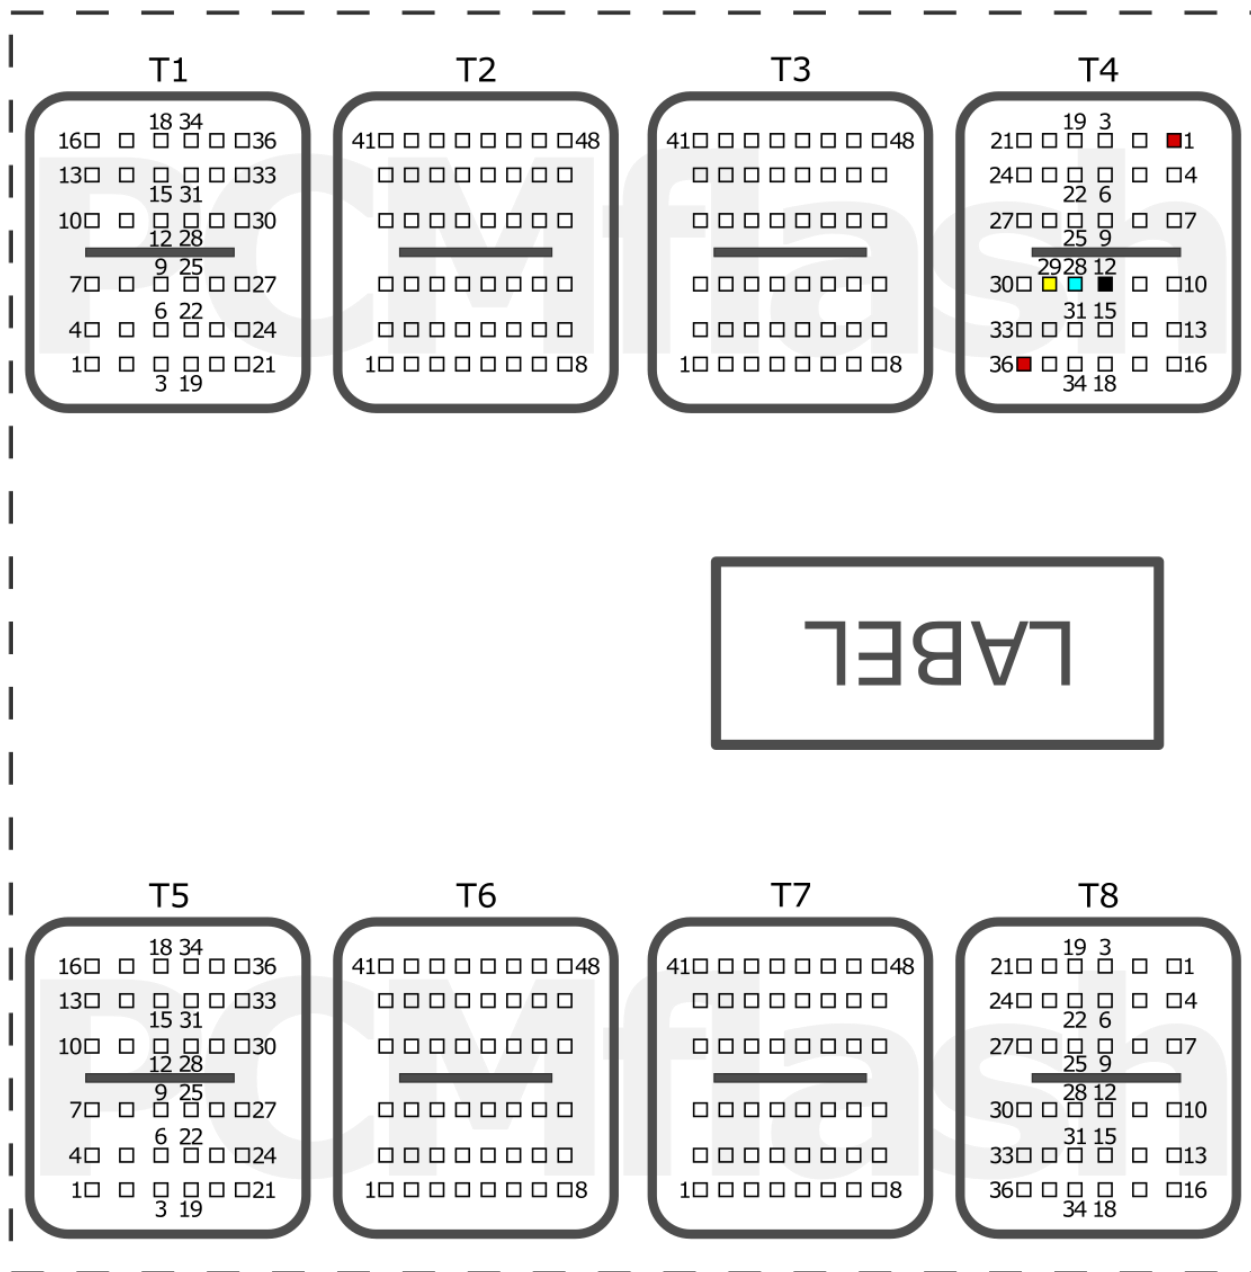 T1 T2 T3 T4
18 34 19 3
16 36 41 48 41 48 21 1
13 33 24 4
15 31 22 6
10 30 27 7
12 28 25 9
9 25 29 28 12
7 27 30 10
6 22 31 15
4 24 33 13
1 21 1 8 1 8 36 16
3 19 34 18
PCMflash
LABEL
T5 T6 T7 T8
18 34 19 3
16 36 41 48 41 48 21 1
13 33 24 4
15 31 22 6
10 30 27 7
12 28 25 9
9 25 28 12
7 27 30 10
6 22 31 15
4 24 33 13
1 21 1 8 1 8 36 16
3 19 34 18
PCMflash